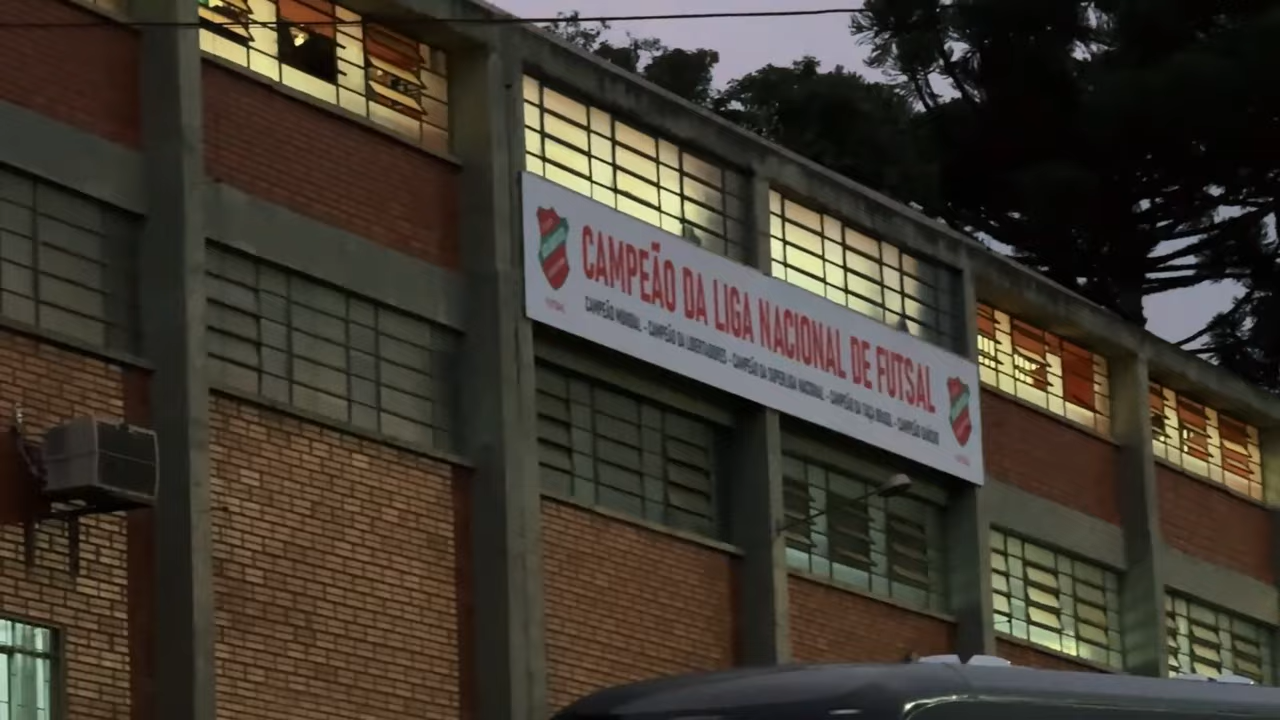 CAMPEÃO DA LIGA NACIONAL DE FUTSAL
CAMPEÃO MUNDIAL - CAMPEÃO DA LIBERTADORES - CAMPEÃO DA SUPERLIGA NACIONAL - CAMPEÃO DA TAÇA BRASIL - CAMPEÃO GAÚCHO
FUTSAL